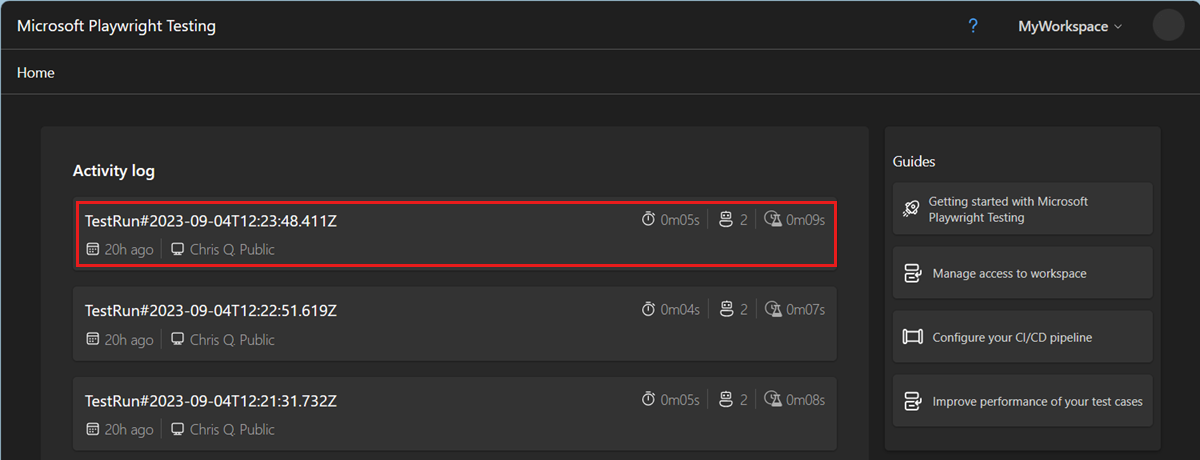 Microsoft Playwright Testing
?
MyWorkspace
Home
Activity log
TestRun#2023-09-04T12:23:48.411Z
0m05s
2
0m09s
20h ago
Chris Q. Public
TestRun#2023-09-04T12:22:51.619Z
0m04s
2
0m07s
20h ago
Chris Q. Public
TestRun#2023-09-04T12:21:31.732Z
0m05s
2
0m08s
20h ago
Chris Q. Public
Guides
Getting started with Microsoft
Playwright Testing
Manage access to workspace
Configure your CI/CD pipeline
Improve performance of your test cases